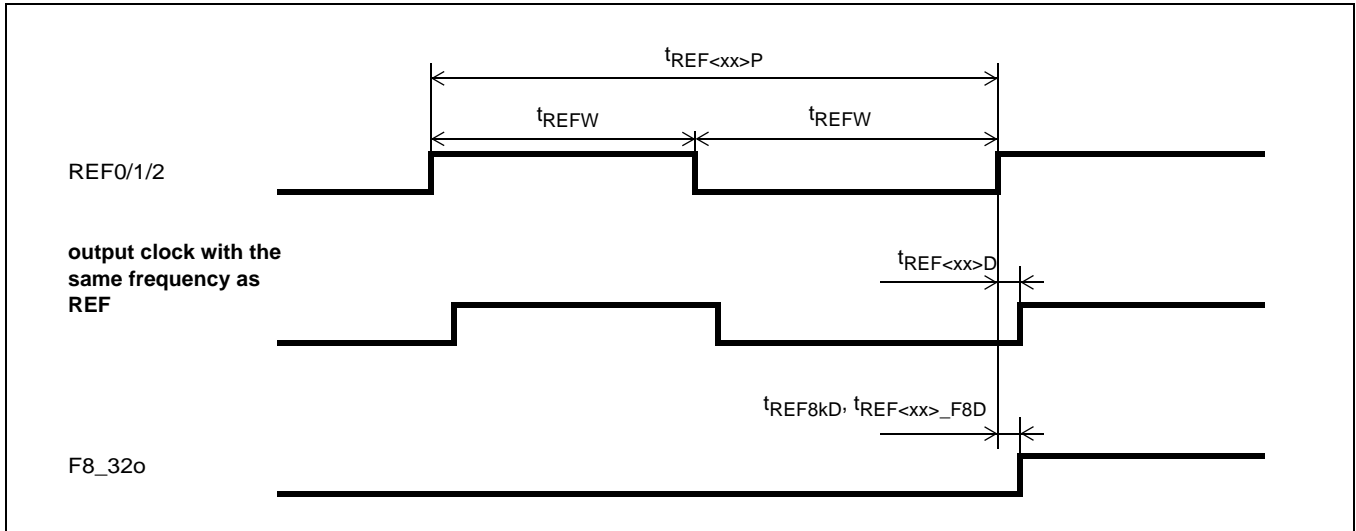 tREF<xx>P
tREFW tREFW
REF0/1/2
output clock with the
same frequency as
REF
tREF<xx>D
tREF8kD, tREF<xx>_F8D
F8_32o